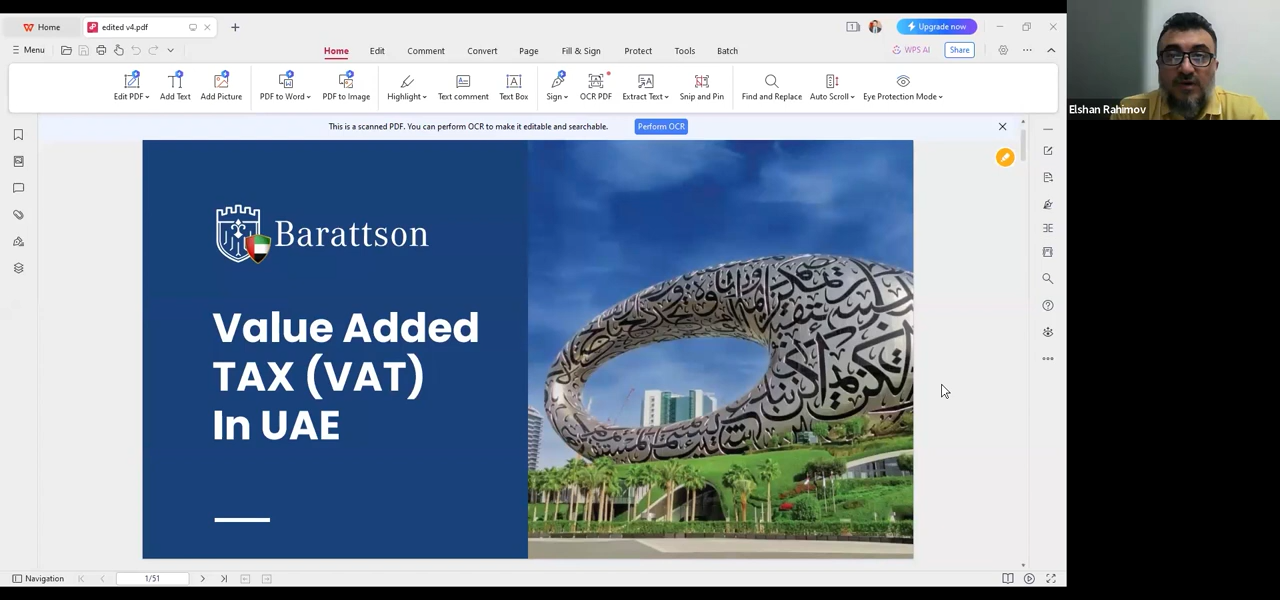 Home
edited v4.pdf
Upgrade now
Menu
Home Edit Comment Convert Page Fill & Sign Protect Tools Batch
WPS AI
Share
Edit PDF Add Text Add Picture PDF to Word PDF to Image Highlight Text comment Text Box Sign OCR PDF Extract Text Snip and Pin Find and Replace Auto Scroll Eye Protection Mode
This is a scanned PDF. You can perform OCR to make it editable and searchable.
Perform OCR
Elshan Rahimov
Barattson
Value Added
TAX (VAT)
In UAE
Navigation
1/51